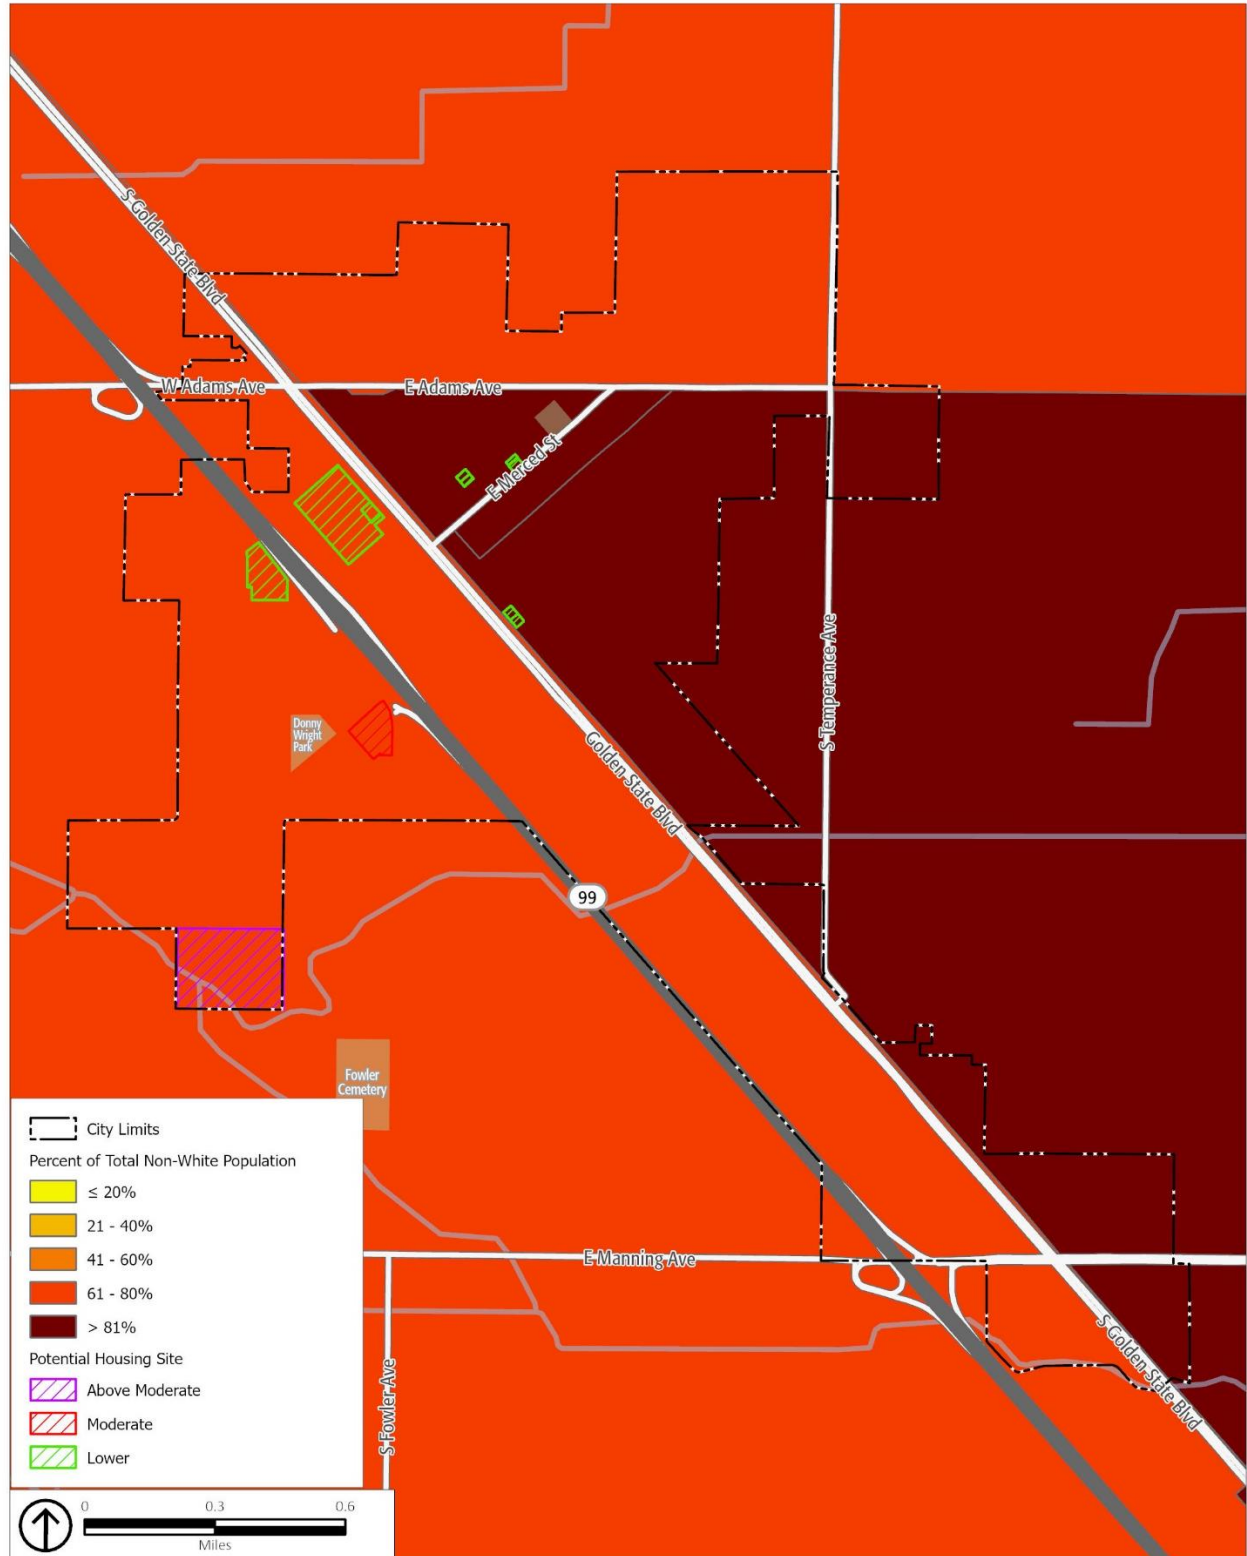 S Golden State Blvd
W Adams Ave
E Adams Ave
E Merced St
S Temperance Ave
Donny
Wright
Park
Golden State Blvd
99
Fowler
Cemetery
E Manning Ave
S Golden State Blvd
S Fowler Ave
City Limits
Percent of Total Non-White Population
≤ 20%
21 - 40%
41 - 60%
61 - 80%
> 81%
Potential Housing Site
Above Moderate
Moderate
Lower
0 0.3 0.6
Miles